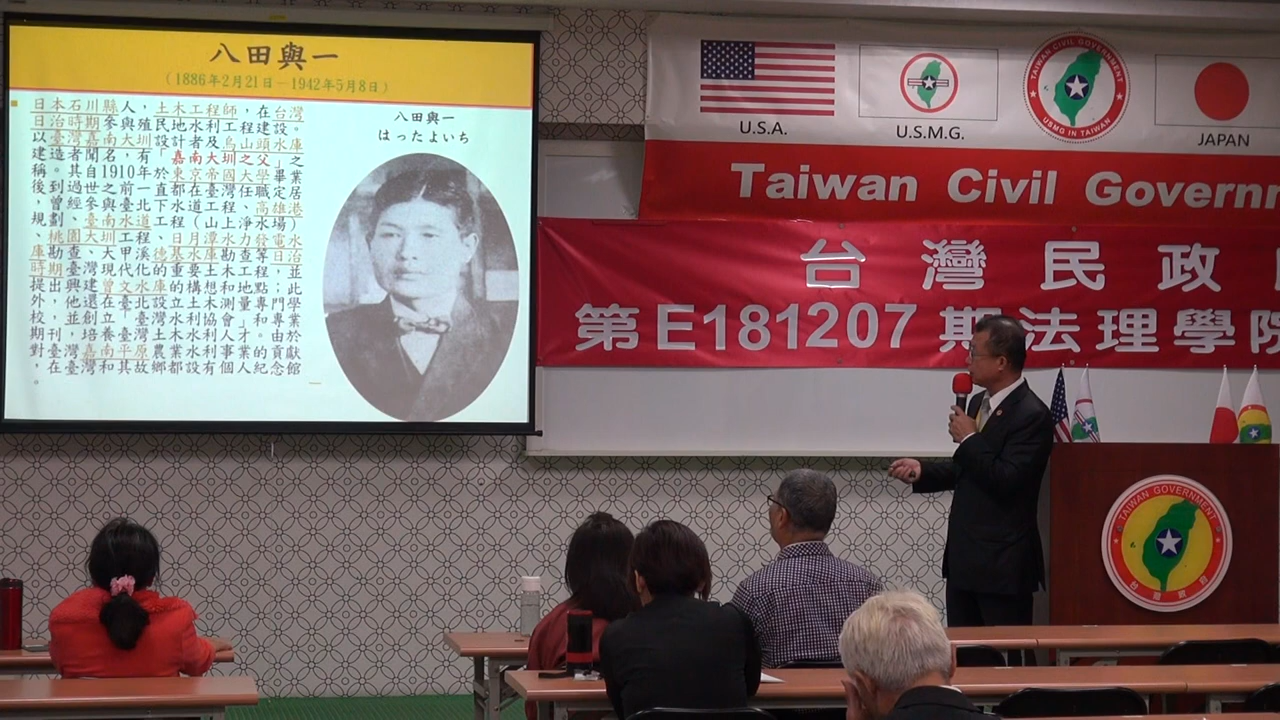 八田與一
(1886年2月21日－1942年5月8日)
日本石川縣人，土木工程師，在台灣
日治時期參與殖民地水利工程建設。
以臺灣嘉南大圳設計者及烏山頭水庫
建造者聞名，有「嘉南大圳之父」之
稱。其自1910年於東京帝國大學畢業
後到過世之前一直都在臺灣任職定居
，曾經參與臺北下水道工程、高雄港
規劃、臺南水道工程（山上淨水場）
、桃園大圳工程、日月潭水力發電水
庫勘查、大甲溪德基水庫勘查等日治
時期臺灣現代化的重要土木工程，並
提出興建曾文水庫的構想和地點；此
外，他還在臺北設立土木測量專門學
校，並創立「臺灣水利協會」和專業
期刊，培養臺灣土木水利人才。由於
對臺灣嘉南平原農業水利事業的貢獻
，在臺灣和其故鄉都設有個人紀念館
。
八田與一
はったよいち
U.S.A.
U.S.M.G.
TAIWAN CIVIL GOVERNMENT
USMG IN TAIWAN
JAPAN
Taiwan Civil Governm
台灣民政
第E181207期法理學院
TAIWAN GOVERNMENT
台灣政府